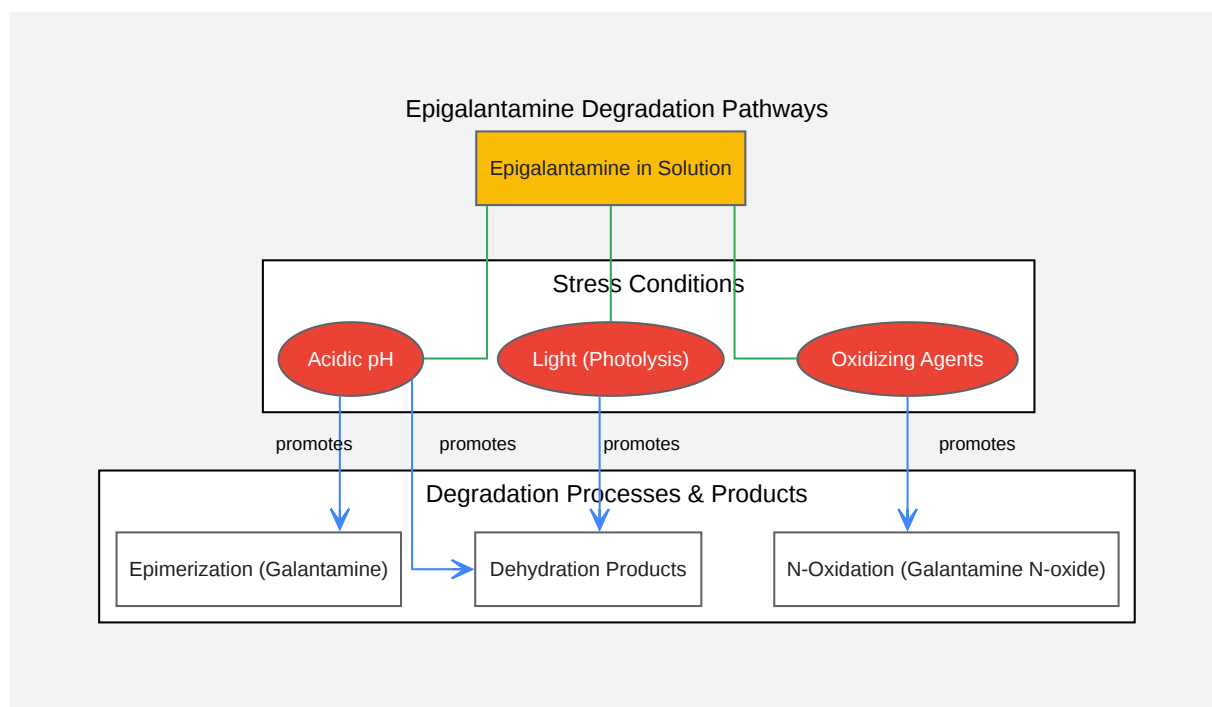 Epigalantamine Degradation Pathways
Epigalantamine in Solution
Stress Conditions
Acidic pH
Light (Photolysis)
Oxidizing Agents
promotes
promotes
promotes
promotes
Degradation Processes & Products
Epimerization (Galantamine)
Dehydration Products
N-Oxidation (Galantamine N-oxide)